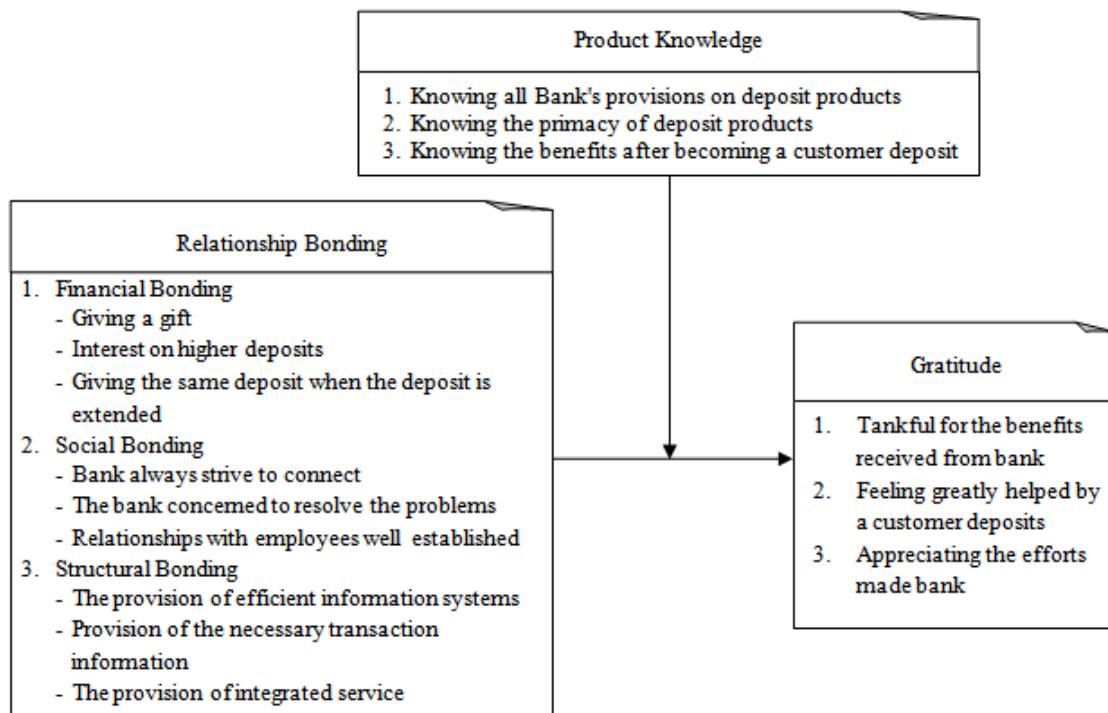 Product Knowledge
1. Knowing all Bank's provisions on deposit products
2. Knowing the primacy of deposit products
3. Knowing the benefits after becoming a customer deposit
Relationship Bonding
1. Financial Bonding
- Giving a gift
- Interest on higher deposits
- Giving the same deposit when the deposit is
extended
2. Social Bonding
- Bank always strive to connect
- The bank concerned to resolve the problems
- Relationships with employees well established
3. Structural Bonding
- The provision of efficient information systems
- Provision of the necessary transaction
information
- The provision of integrated service
Gratitude
1. Tankful for the benefits
received from bank
2. Feeling greatly helped by
a customer deposits
3. Appreciating the efforts
made bank